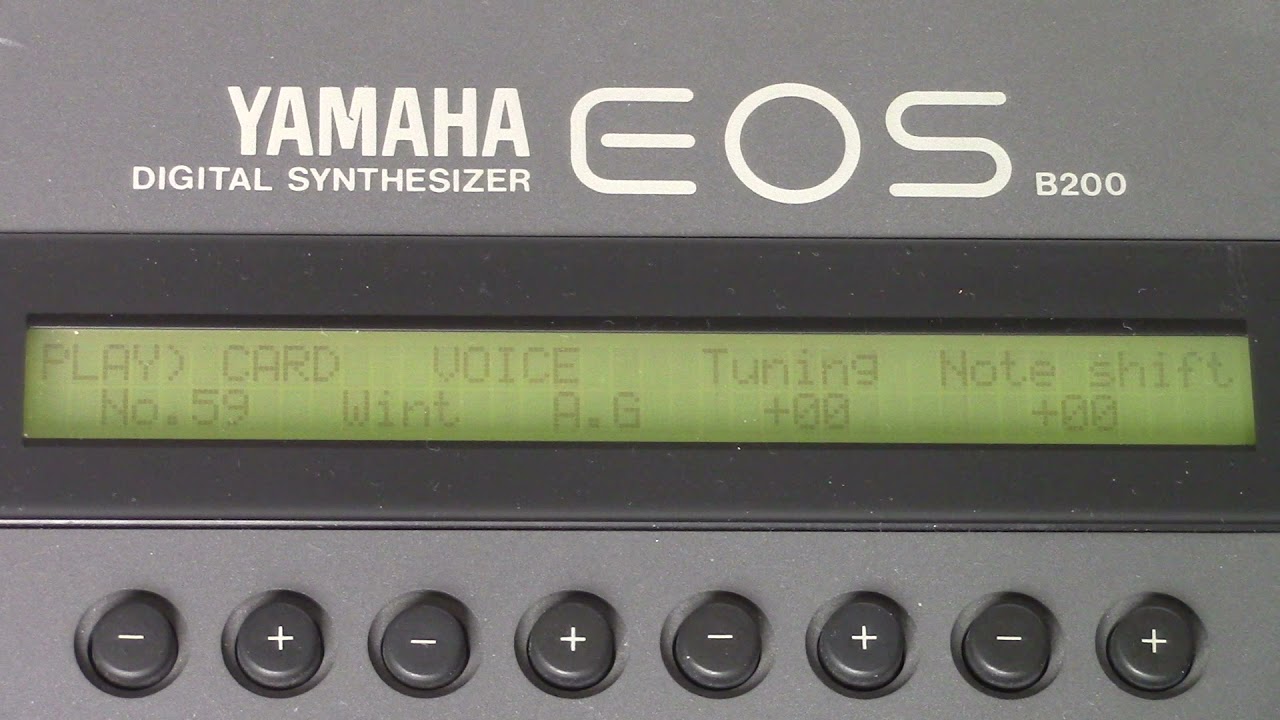 YAMAHA EOS
DIGITAL SYNTHESIZER B200
PLAY) CARD VOICE Tuning Note shift
No.59 Wint A.G +00 +00
− + − + − + − +